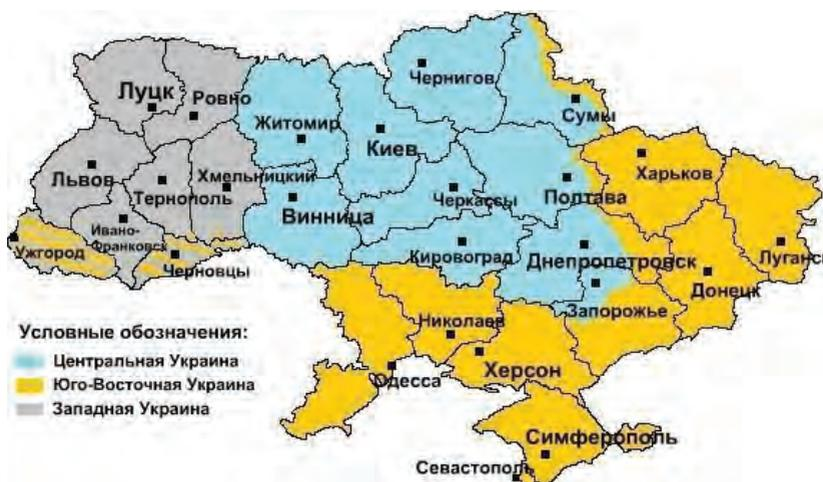 Чернигов
Луцк
Ровно
Сумы
Житомир
Киев
Харьков
Львов
Тернополь
Хмельницкий
Винница
Черкассы
Полтава
Ивано-
Франковск
Ужгород
Черновцы
Кировоград
Днепропетровск
Луганск
Донецк
Запорожье
Николаев
Херсон
Одесса
Симферополь
Севастополь
Условные обозначения:
Центральная Украина
Юго-Восточная Украина
Западная Украина